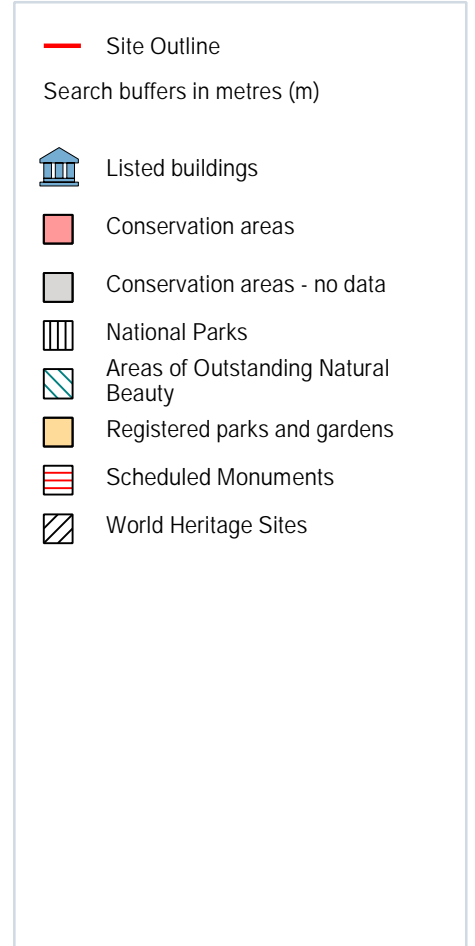 Site Outline
Search buffers in metres (m)
Listed buildings
Conservation areas
Conservation areas - no data
National Parks
Areas of Outstanding Natural
Beauty
Registered parks and gardens
Scheduled Monuments
World Heritage Sites